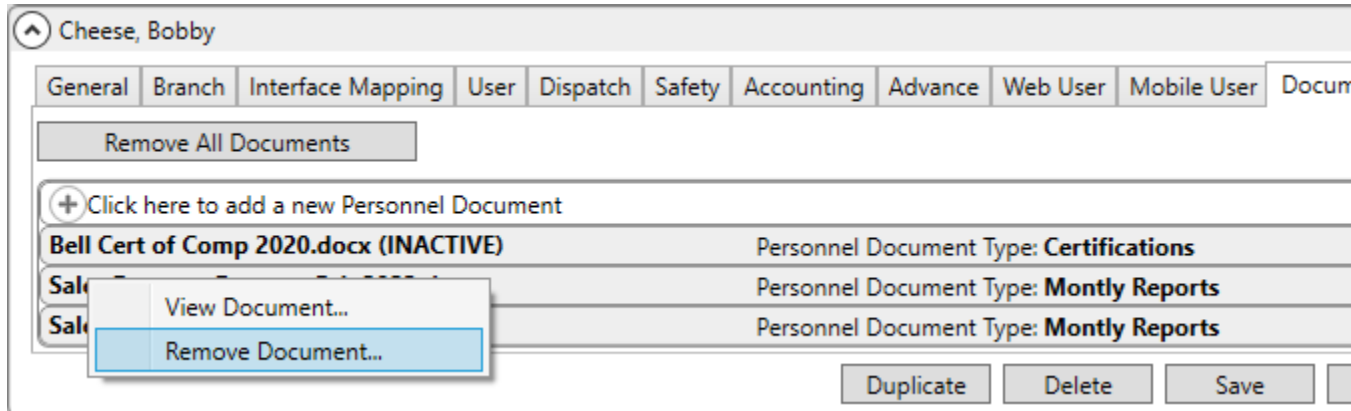 Cheese, Bobby
General Branch Interface Mapping User Dispatch Safety Accounting Advance Web User Mobile User Docum
Remove All Documents
Click here to add a new Personnel Document
Bell Cert of Comp 2020.docx (INACTIVE) Personnel Document Type: Certifications
Personnel Document Type: Montly Reports
Personnel Document Type: Montly Reports
View Document...
Remove Document...
Duplicate Delete Save